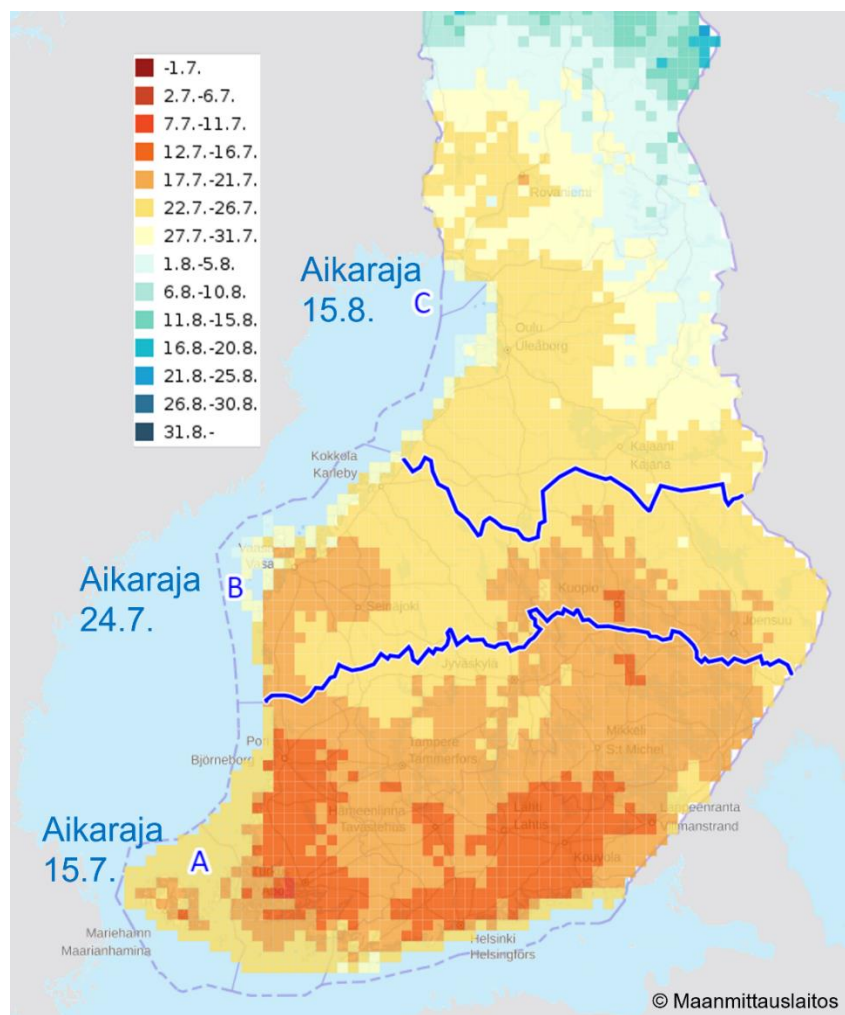 -1.7.
2.7.-6.7.
7.7.-11.7.
12.7.-16.7.
17.7.-21.7.
22.7.-26.7.
27.7.-31.7.
1.8.-5.8.
6.8.-10.8.
11.8.-15.8.
16.8.-20.8.
21.8.-25.8.
26.8.-30.8.
31.8.-
Rovaniemi
Aikaraja
15.8.
C
Oulu
Uleåborg
Kokkola
Karleby
Kajaani
Kajana
Aikaraja
24.7.
B
Vasa
Seinäjoki
Kuopio
Joensuu
Jyväskylä
Pori
Björneborg
Tampere
Tammerfors
Mikkeli
S:t Michel
Aikaraja
15.7.
A
Hämeenlinna
Tavastehus
Lahti
Lahtis
Lappeenranta
Villmanstrand
Kouvola
Mariehamn
Maarianhamina
Helsinki
Helsingfors
© Maanmittauslaitos